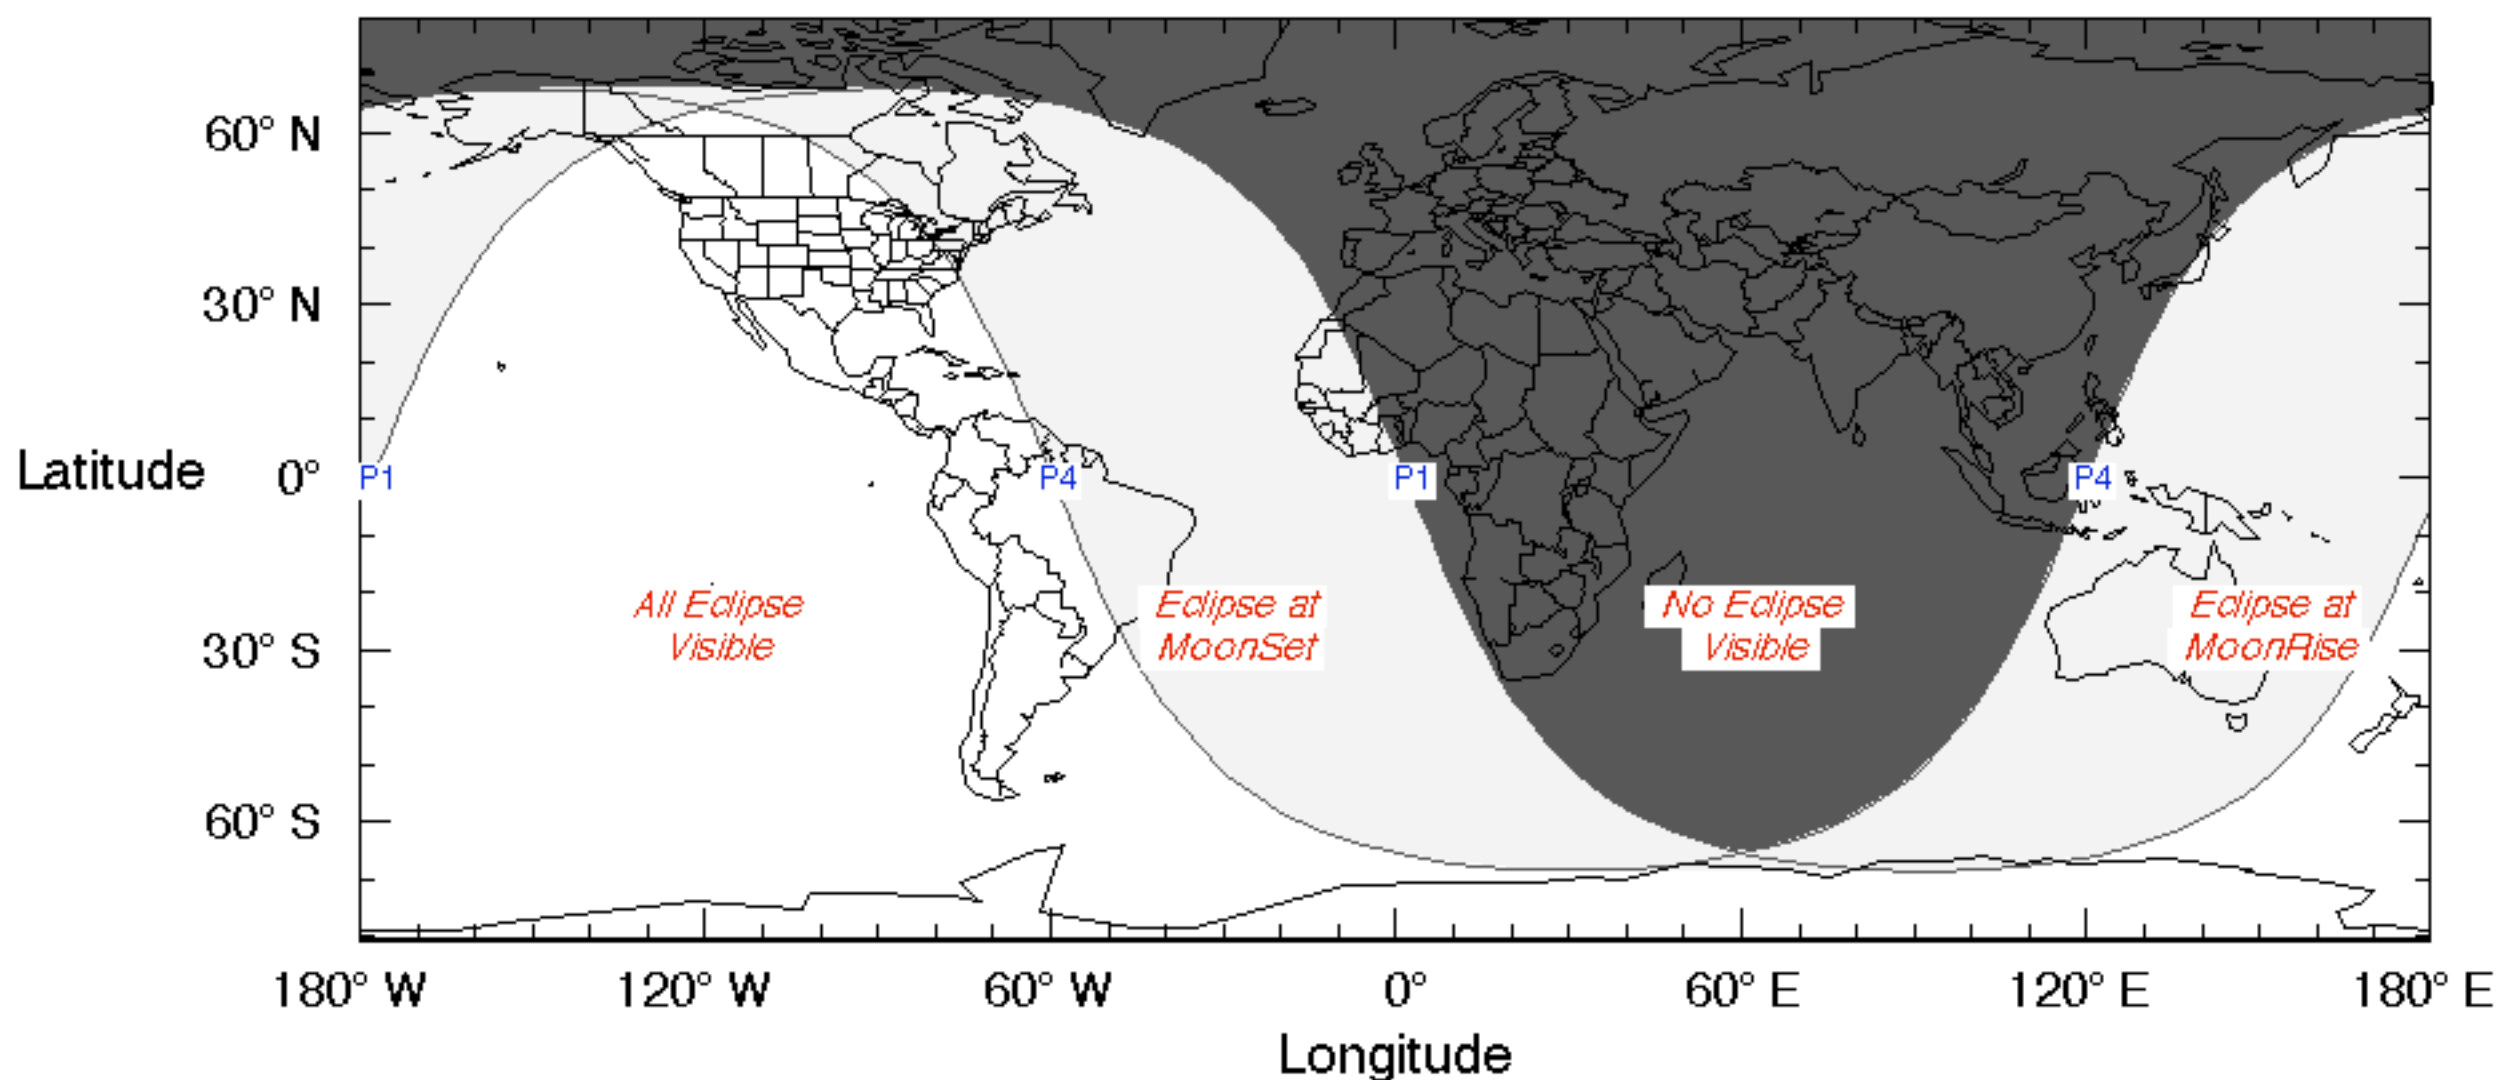 60° N
30° N
Latitude 0°
P1 P4 P1 P4
All Eclipse
Visible
Eclipse at
MoonSet
No Eclipse
Visible
Eclipse at
MoonRise
30° S
60° S
180° W 120° W 60° W 0° 60° E 120° E 180° E
Longitude